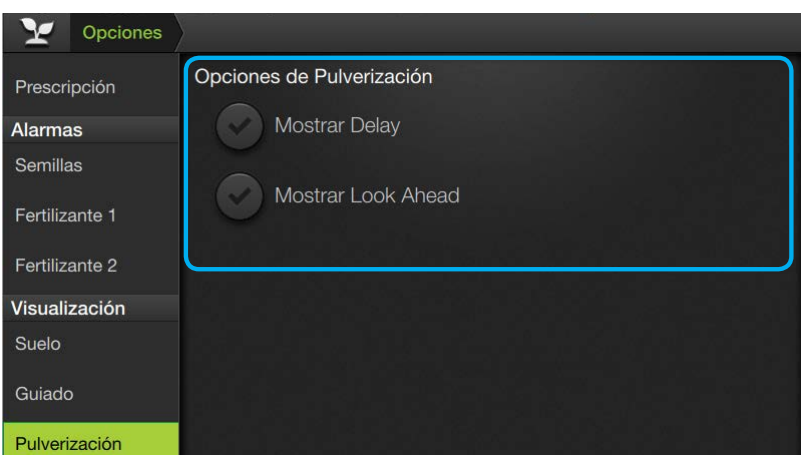 Opciones
Prescripción
Alarmas
Semillas
Fertilizante 1
Fertilizante 2
Visualización
Suelo
Guiado
Pulverización
Opciones de Pulverización
Mostrar Delay
Mostrar Look Ahead